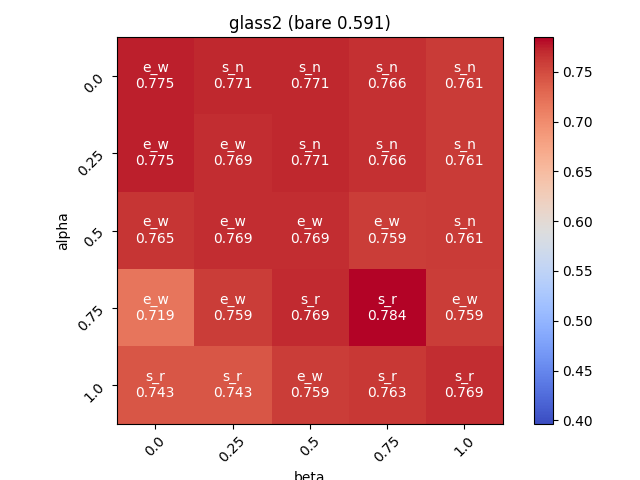 glass2 (bare 0.591)
e_w s_n s_n s_n s_n
0.775 0.771 0.771 0.766 0.761
e_w e_w s_n s_n s_n
0.775 0.769 0.771 0.766 0.761
e_w e_w e_w e_w s_n
0.765 0.769 0.769 0.759 0.761
e_w e_w s_r s_r e_w
0.719 0.759 0.769 0.784 0.759
s_r s_r e_w s_r s_r
0.743 0.743 0.759 0.763 0.769
0.0
0.25
0.5
0.75
1.0
alpha
0.0 0.25 0.5 0.75 1.0
beta
0.75
0.70
0.65
0.60
0.55
0.50
0.45
0.40